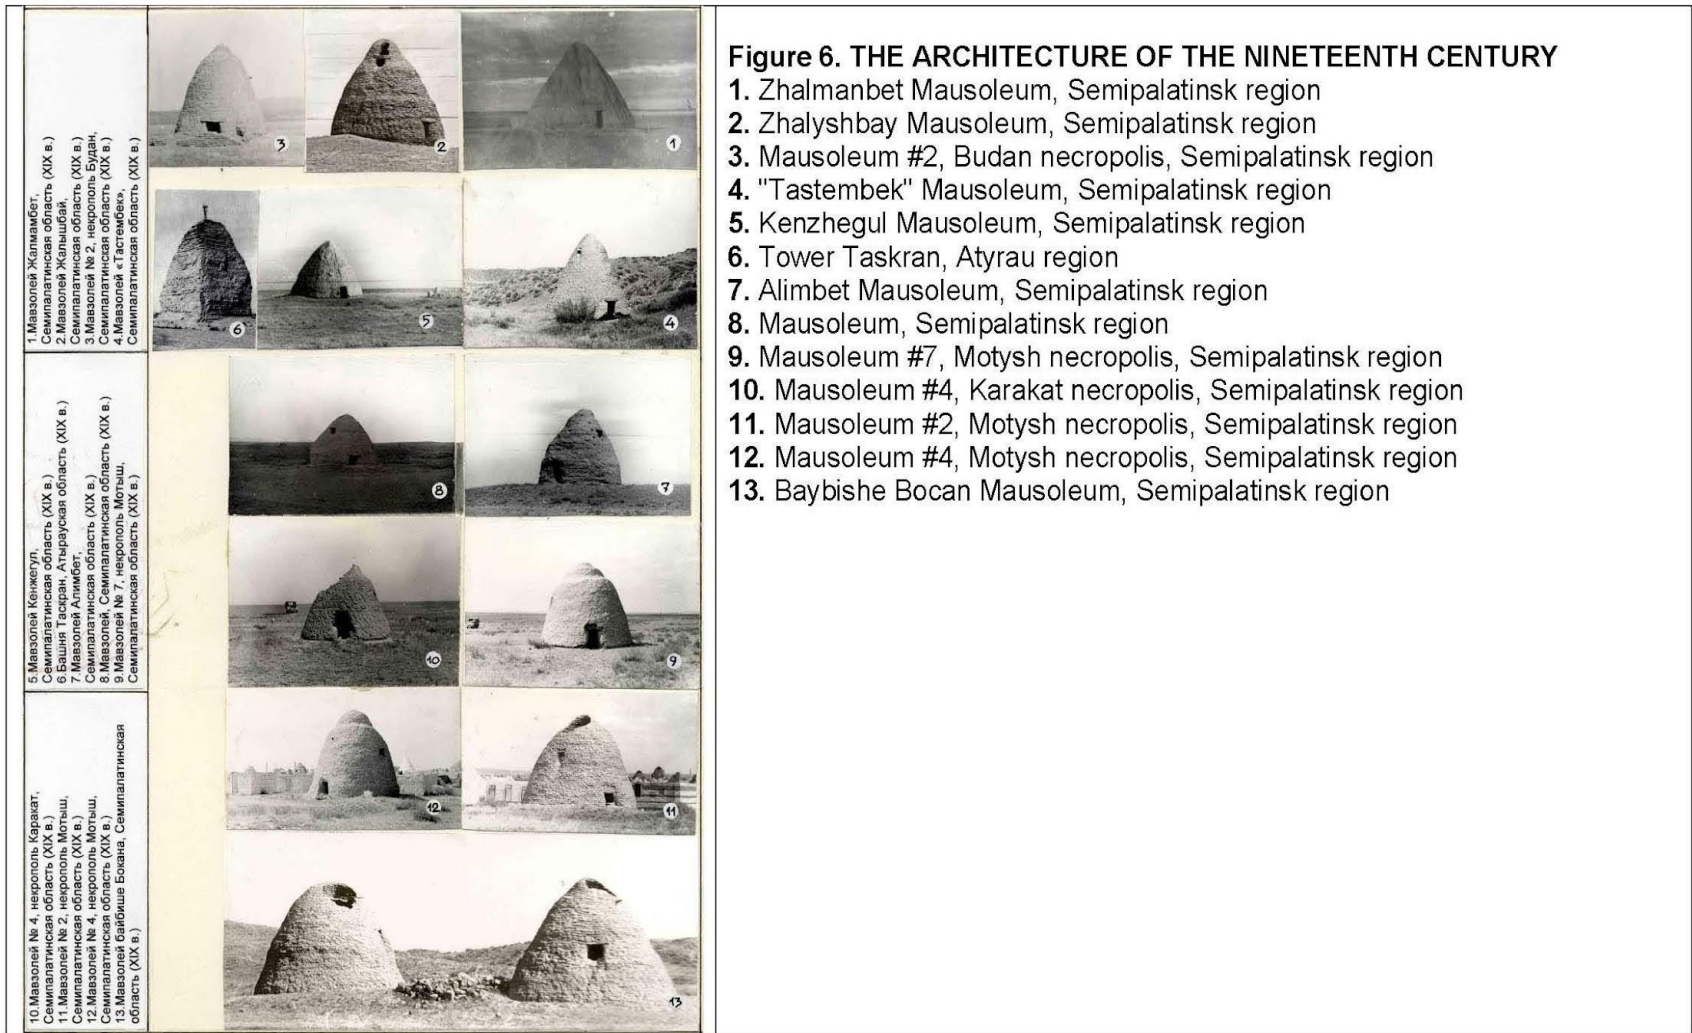 1.Мавзолей Жалмамбет,
Семипалатинская область (XIX в.)
2.Мавзолей Жалышбай,
Семипалатинская область (XIX в.)
3.Мавзолей № 2, некрополь Будан,
Семипалатинская область (XIX в.)
4.Мавзолей «Тастембек»,
Семипалатинская область (XIX в.)
5.Мавзолей Кенжегул,
Семипалатинская область (XIX в.)
6.Башня Таскран, Атырауская область (XIX в.)
7.Мавзолей Алимбет,
Семипалатинская область (XIX в.)
8.Мавзолей, Семипалатинская область (XIX в.)
9.Мавзолей № 7, некрополь Мотыш,
Семипалатинская область (XIX в.)
10.Мавзолей № 4, некрополь Каракат,
Семипалатинская область (XIX в.)
11.Мавзолей № 2, некрополь Мотыш,
Семипалатинская область (XIX в.)
12.Мавзолей № 4, некрополь Мотыш,
Семипалатинская область (XIX в.)
13.Мавзолей байбише Бокана, Семипалатинская
область (XIX в.)
3
2
1
6
5
4
8
7
10
9
12
11
13
Figure 6. THE ARCHITECTURE OF THE NINETEENTH CENTURY
1. Zhalmanbet Mausoleum, Semipalatinsk region
2. Zhalyshbay Mausoleum, Semipalatinsk region
3. Mausoleum #2, Budan necropolis, Semipalatinsk region
4. "Tastembek" Mausoleum, Semipalatinsk region
5. Kenzhegul Mausoleum, Semipalatinsk region
6. Tower Taskran, Atyrau region
7. Alimbet Mausoleum, Semipalatinsk region
8. Mausoleum, Semipalatinsk region
9. Mausoleum #7, Motysh necropolis, Semipalatinsk region
10. Mausoleum #4, Karakat necropolis, Semipalatinsk region
11. Mausoleum #2, Motysh necropolis, Semipalatinsk region
12. Mausoleum #4, Motysh necropolis, Semipalatinsk region
13. Baybishe Bocan Mausoleum, Semipalatinsk region